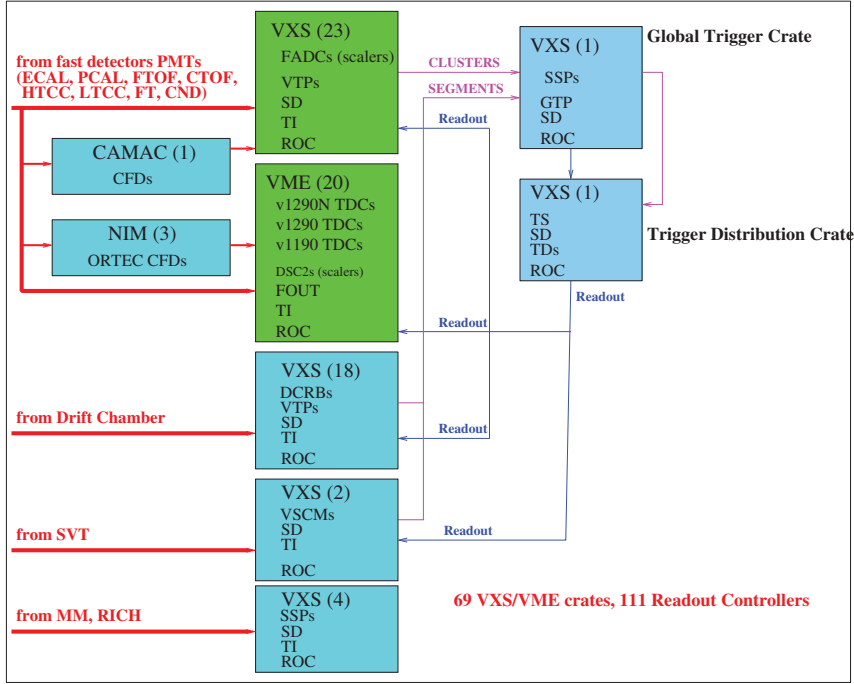 from fast detectors PMTs
(ECAL, PCAL, FTOF, CTOF,
HTCC, LTCC, FT, CND)
CAMAC (1)
CFDs
NIM (3)
ORTEC CFDs
VXS (23)
FADCs (scalers)
VTPs
SD
TI
ROC
VME (20)
v1290N TDCs
v1290 TDCs
v1190 TDCs
DSC2s (scalers)
FOUT
TI
ROC
from Drift Chamber
VXS (18)
DCRBs
VTPs
SD
TI
ROC
from SVT
VXS (2)
VSCMs
SD
TI
ROC
from MM, RICH
VXS (4)
SSPs
SD
TI
ROC
CLUSTERS
SEGMENTS
Readout
Readout
Readout
Readout
VXS (1)
SSPs
GTP
SD
ROC
Global Trigger Crate
VXS (1)
TS
SD
TDs
ROC
Trigger Distribution Crate
Readout
69 VXS/VME crates, 111 Readout Controllers